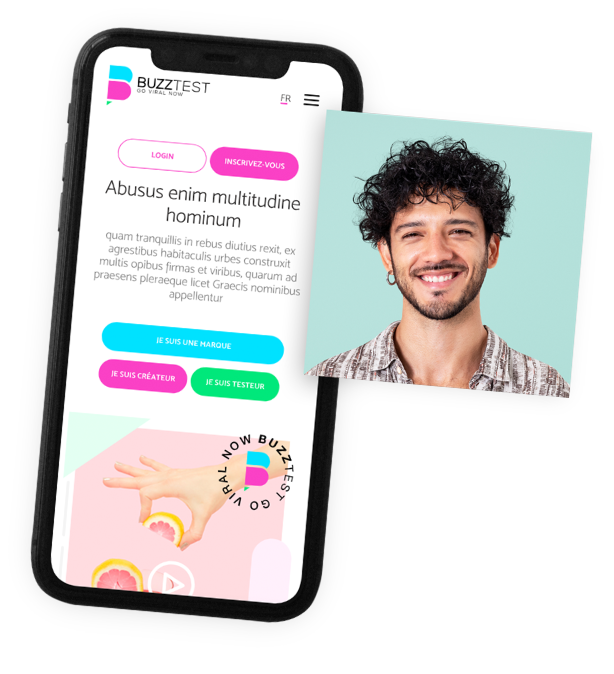 BUZZTEST
GO VIRAL NOW
FR
LOGIN
INSCRIVEZ-VOUS
Abusus enim multitudine
hominum
quam tranquillis in rebus diutius rexit, ex
agrestibus habitaculis urbes construxit
multis opibus firmas et viribus, quarum ad
praesens pleraeque licet Graecis nominibus
appellentur
JE SUIS UNE MARQUE
JE SUIS CRÉATEUR
JE SUIS TESTEUR
BUZZTEST GO VIRAL NOW